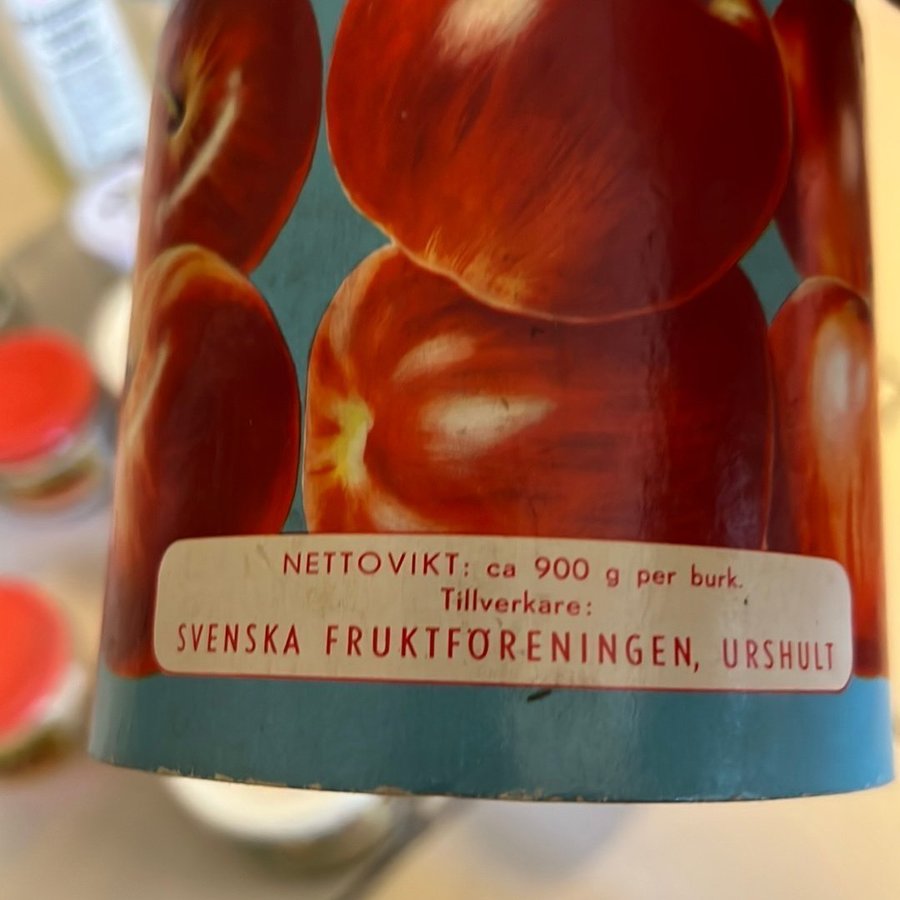 NETTOVIKT: ca 900 g per burk.
Tillverkare:
SVENSKA FRUKTFÖRENINGEN, URSHULT